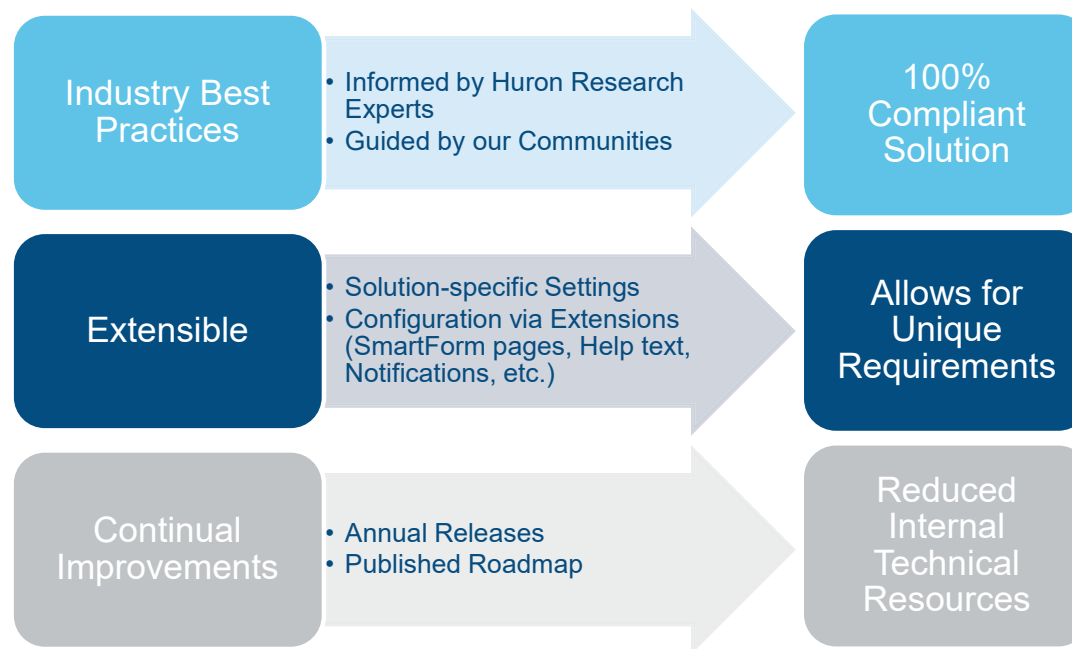 Industry Best
Practices
• Informed by Huron Research
Experts
• Guided by our Communities
100%
Compliant
Solution
Extensible
• Solution-specific Settings
• Configuration via Extensions
(SmartForm pages, Help text,
Notifications, etc.)
Allows for
Unique
Requirements
Continual
Improvements
• Annual Releases
• Published Roadmap
Reduced
Internal
Technical
Resources